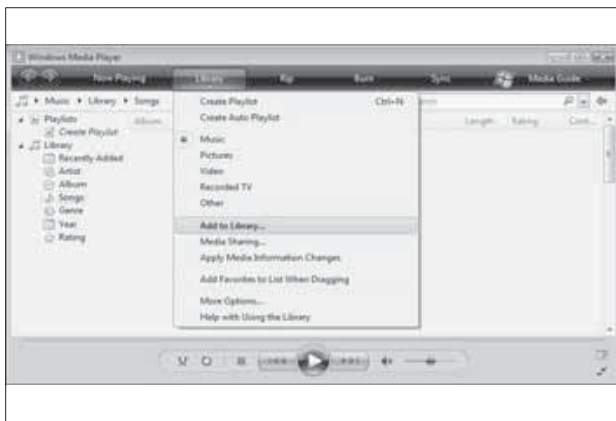 Windows Media Player
Now Playing Library Rip Burn Sync Media Guide
Music Library Songs
Playlists
Create Playlist
Library
Recently Added
Artist
Album
Songs
Genre
Year
Rating
Album Length Rating
Create Playlist Ctrl+N
Create Auto Playlist
Music
Pictures
Video
Recorded TV
Other
Add to Library...
Media Sharing...
Apply Media Information Changes
Add Favorites to List When Dragging
More Options...
Help with Using the Library